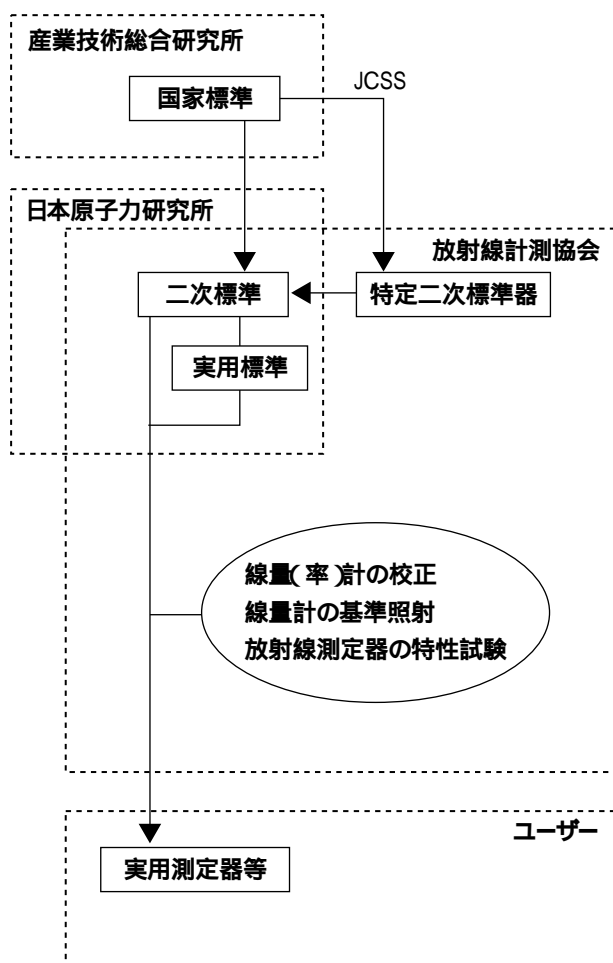 産業技術総合研究所
国家標準
JCSS
日本原子力研究所
放射線計測協会
二次標準
特定二次標準器
実用標準
線量(率)計の校正
線量計の基準照射
放射線測定器の特性試験
ユーザー
実用測定器等